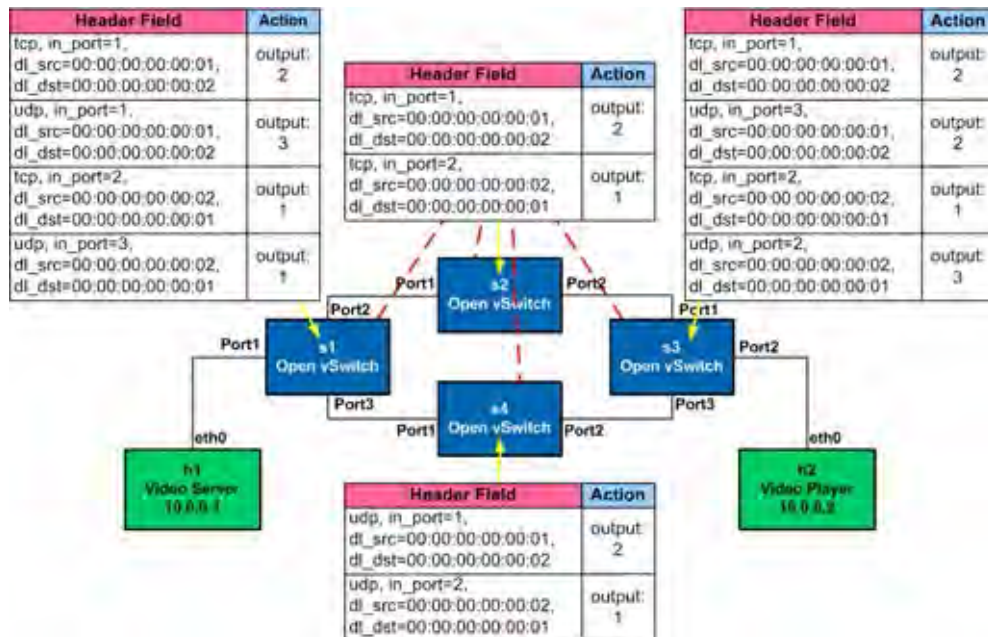 Header Field Action
tcp, in_port=1,
dl_src=00:00:00:00:00:01,
dl_dst=00:00:00:00:00:02
output:
2
udp, in_port=1,
dl_src=00:00:00:00:00:01,
dl_dst=00:00:00:00:00:02
output:
3
tcp, in_port=2,
dl_src=00:00:00:00:00:02,
dl_dst=00:00:00:00:00:01
output:
1
udp, in_port=3,
dl_src=00:00:00:00:00:02,
dl_dst=00:00:00:00:00:01
output:
1
Header Field Action
tcp, in_port=1,
dl_src=00:00:00:00:00:01,
dl_dst=00:00:00:00:00:02
output:
2
tcp, in_port=2,
dl_src=00:00:00:00:00:02,
dl_dst=00:00:00:00:00:01
output:
1
Header Field Action
tcp, in_port=1,
dl_src=00:00:00:00:00:01,
dl_dst=00:00:00:00:00:02
output:
2
udp, in_port=3,
dl_src=00:00:00:00:00:01,
dl_dst=00:00:00:00:00:02
output:
2
tcp, in_port=2,
dl_src=00:00:00:00:00:02,
dl_dst=00:00:00:00:00:01
output:
1
udp, in_port=2,
dl_src=00:00:00:00:00:02,
dl_dst=00:00:00:00:00:01
output:
3
Port1
s2
Open vSwitch
Port2
Port2
Port1
Port1
s1
Open vSwitch
s3
Open vSwitch
Port2
Port3
Port1
s4
Open vSwitch
Port2
Port3
eth0
h1
Video Server
10.0.0.1
eth0
h2
Video Player
10.0.0.2
Header Field Action
udp, in_port=1,
dl_src=00:00:00:00:00:01,
dl_dst=00:00:00:00:00:02
output:
2
udp, in_port=2,
dl_src=00:00:00:00:00:02,
dl_dst=00:00:00:00:00:01
output:
1